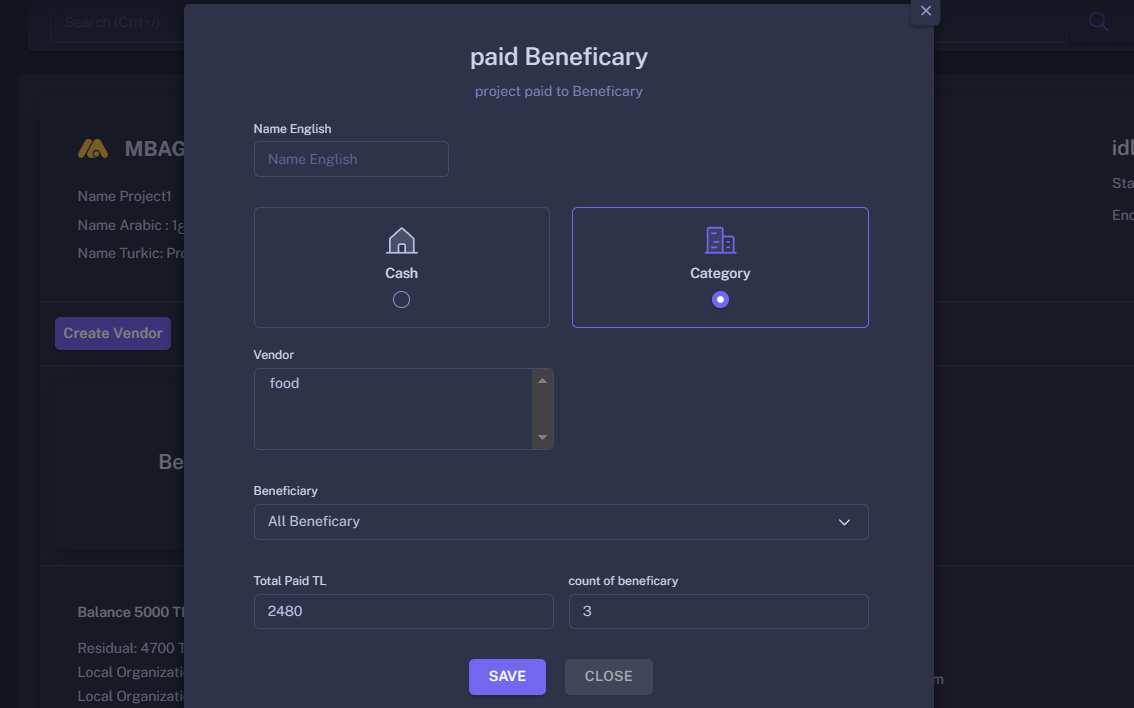 Search (Ctrl+/)
paid Beneficary
project paid to Beneficary
Name English
Name English
MBAG
Name Project1
Name Arabic :
Name Turkic: Pro
Cash
Category
Create Vendor
Vendor
food
Be
Beneficiary
All Beneficary
Total Paid TL
count of beneficary
2480
3
Balance 5000 TL
Residual: 4700 T
Local Organizati
Local Organizati
SAVE
CLOSE
idl
Sta
End
m